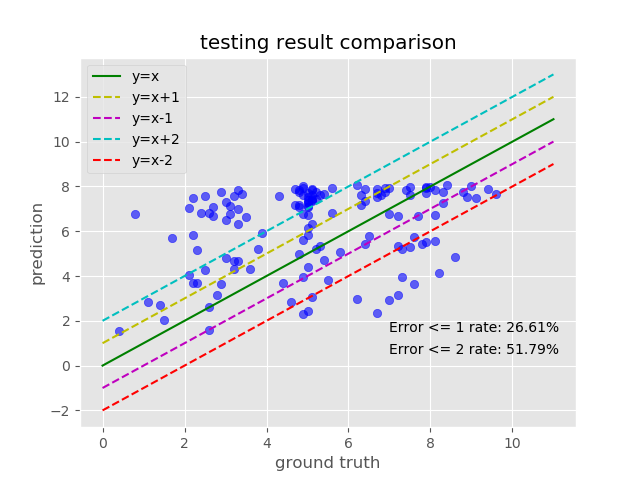 testing result comparison
y=x
y=x+1
y=x-1
y=x+2
y=x-2
12
10
8
6
4
2
0
−2
prediction
Error <= 1 rate: 26.61%
Error <= 2 rate: 51.79%
0 2 4 6 8 10
ground truth